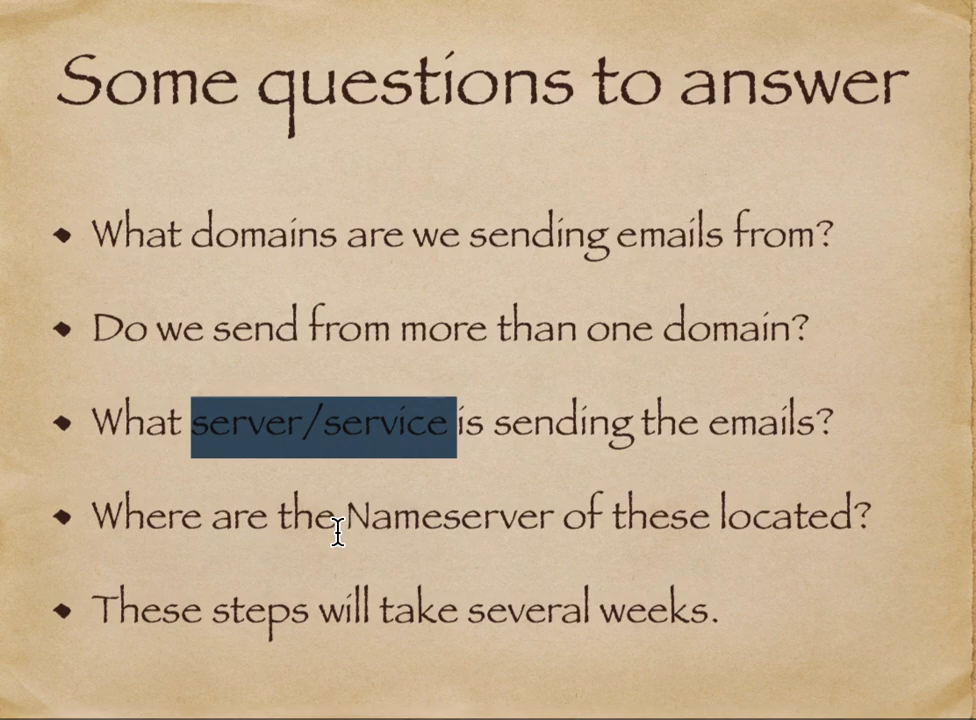 Some questions to answer
• What domains are we sending emails from?
• Do we send from more than one domain?
• What server/service is sending the emails?
• Where are the Nameserver of these located?
• These steps will take several weeks.